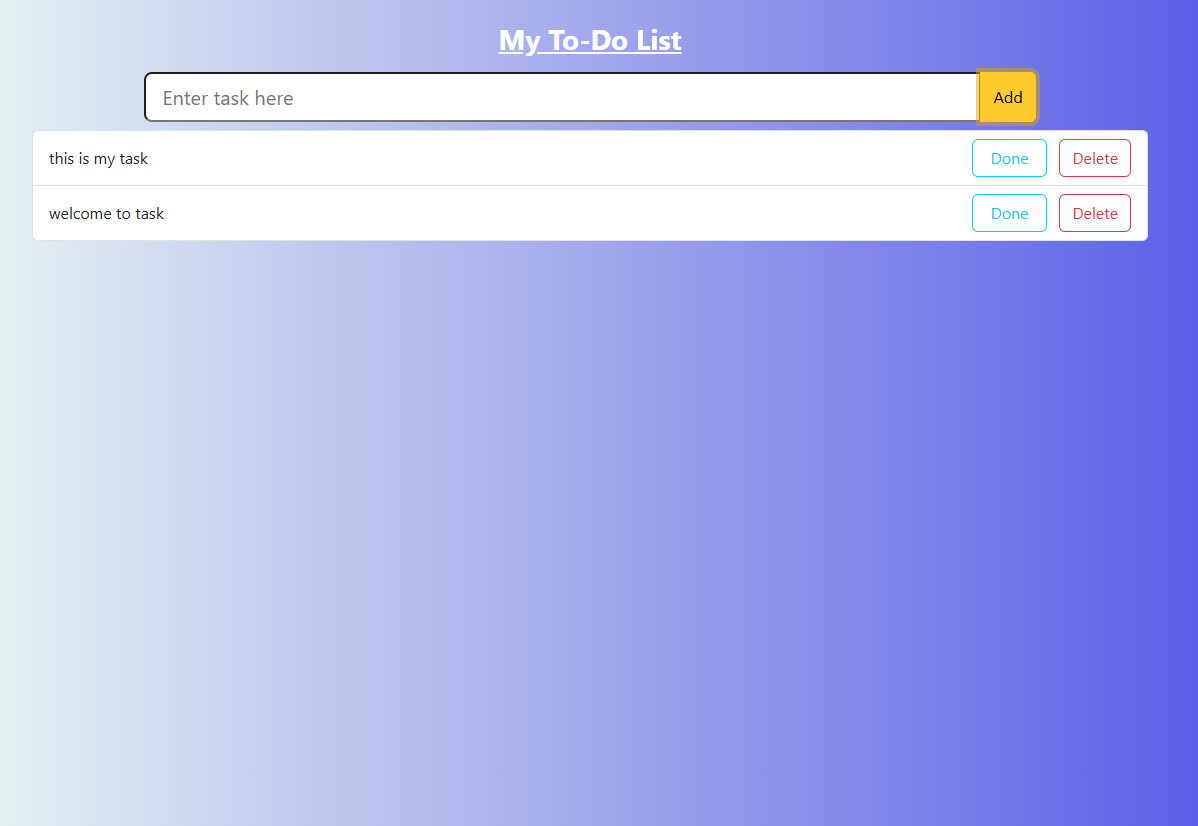 My To-Do List
Enter task here Add
this is my task Done Delete
welcome to task Done Delete